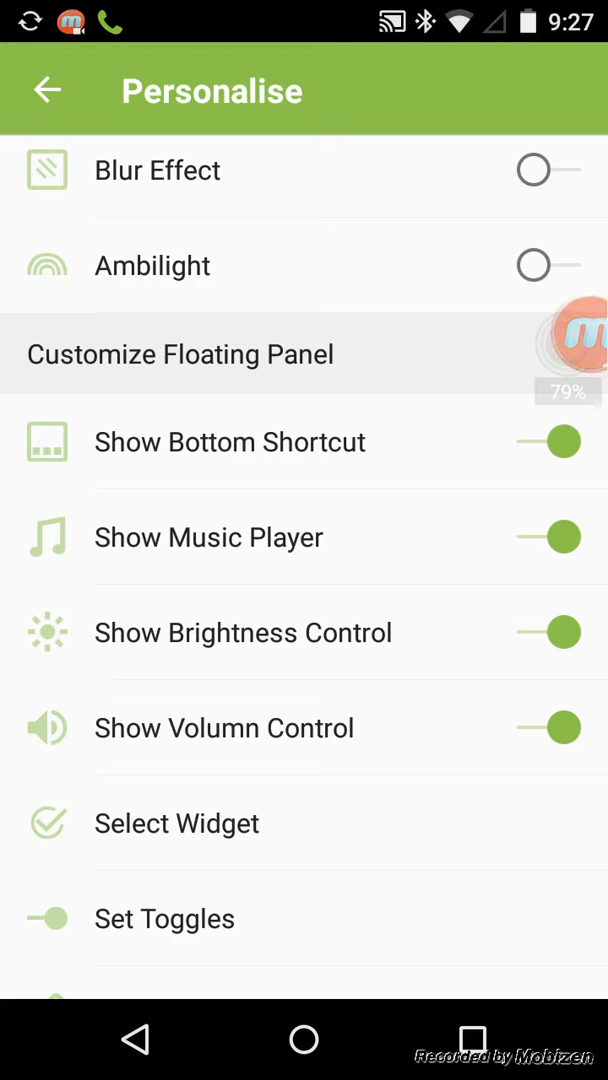 9:27
Personalise
Blur Effect
Ambilight
Customize Floating Panel
79%
Show Bottom Shortcut
Show Music Player
Show Brightness Control
Show Volumn Control
Select Widget
Set Toggles
Recorded by Mobizen